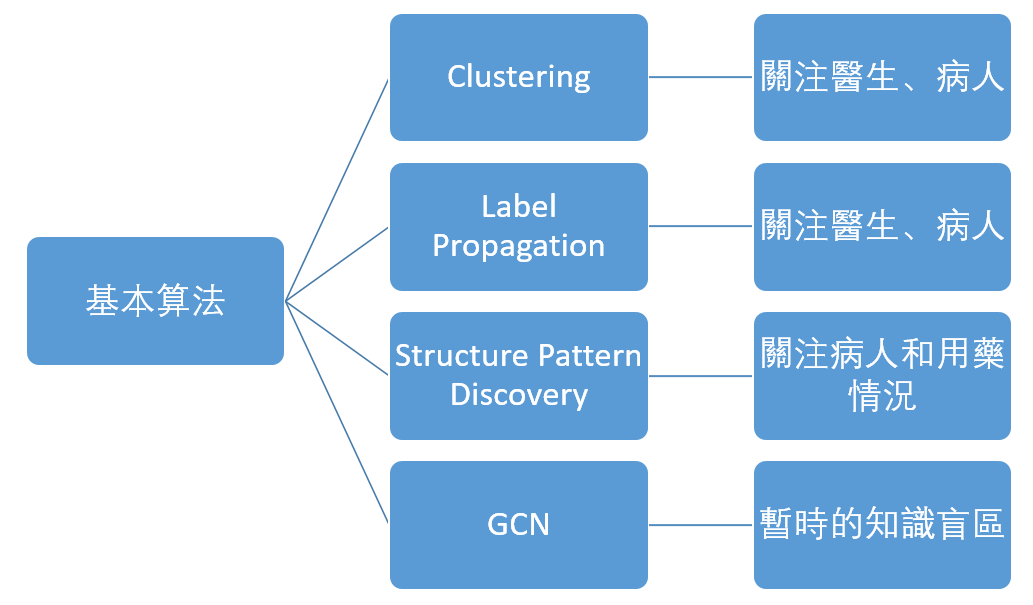 基本算法
Clustering
關注醫生、病人
Label
Propagation
關注醫生、病人
Structure Pattern
Discovery
關注病人和用藥
情況
GCN
暫時的知識盲區